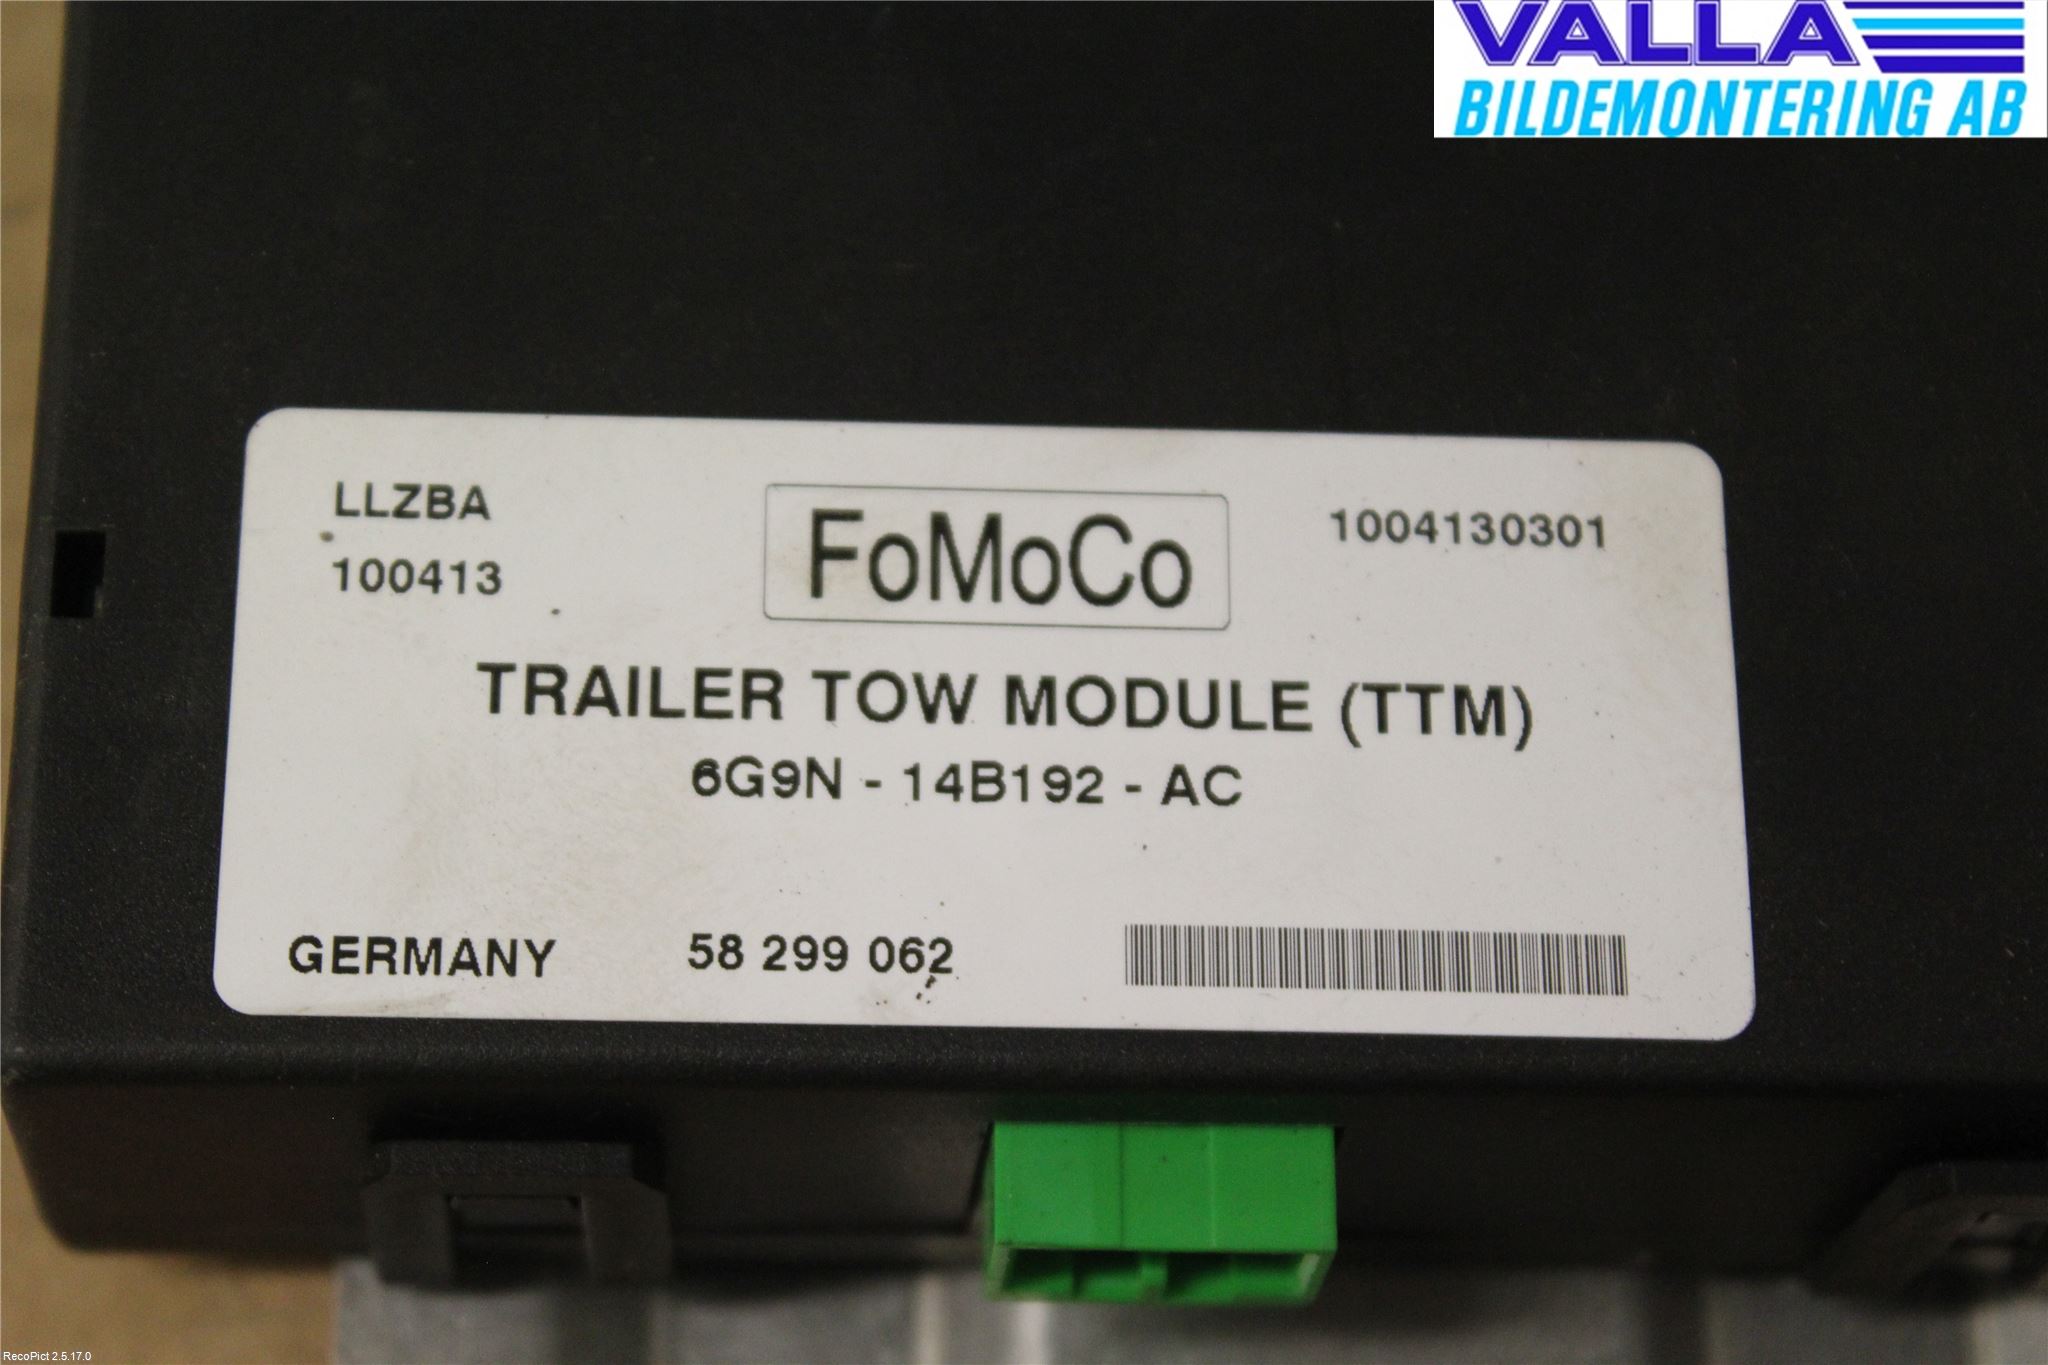 VALLA
BILDEMONTERING AB
LLZBA
100413
FoMoCo
1004130301
TRAILER TOW MODULE (TTM)
6G9N - 14B192 - AC
GERMANY
58 299 062
RecoPict 2.5.17.0